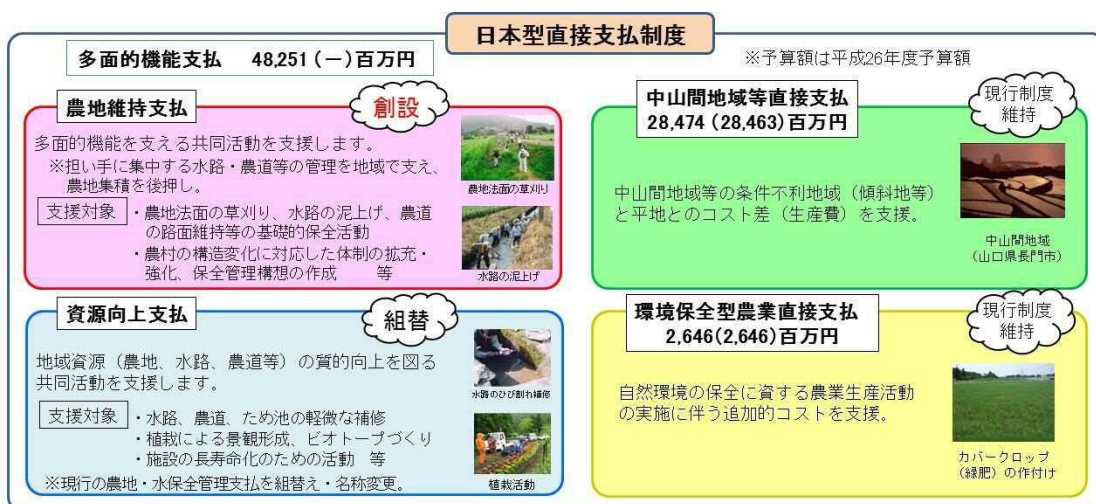 日本型直接支払制度
多面的機能支払 48,251(-)百万円
※予算額は平成26年度予算額
農地維持支払
創設
多面的機能を支える共同活動を支援します。
※担い手に集中する水路・農道等の管理を地域で支え、
農地集積を後押し。
支援対象
・農地法面の草刈り、水路の泥上げ、農道
の路面維持等の基礎的保全活動
・農村の構造変化に対応した体制の拡充・
強化、保全管理構想の作成 等
農地法面の草刈り
水路の泥上げ
資源向上支払
組替
地域資源(農地、水路、農道等)の質的向上を図る
共同活動を支援します。
支援対象
・水路、農道、ため池の軽微な補修
・植栽による景観形成、ビオトープづくり
・施設の長寿命化のための活動 等
※現行の農地・水保全管理支払を組替え・名称変更。
水路のひび割れ補修
植栽活動
中山間地域等直接支払
28,474(28,463)百万円
現行制度
維持
中山間地域等の条件不利地域(傾斜地等)
と平地とのコスト差(生産費)を支援。
中山間地域
(山口県長門市)
環境保全型農業直接支払
2,646(2,646)百万円
現行制度
維持
自然環境の保全に資する農業生産活動
の実施に伴う追加的コストを支援。
カバークロップ
(緑肥)の作付け